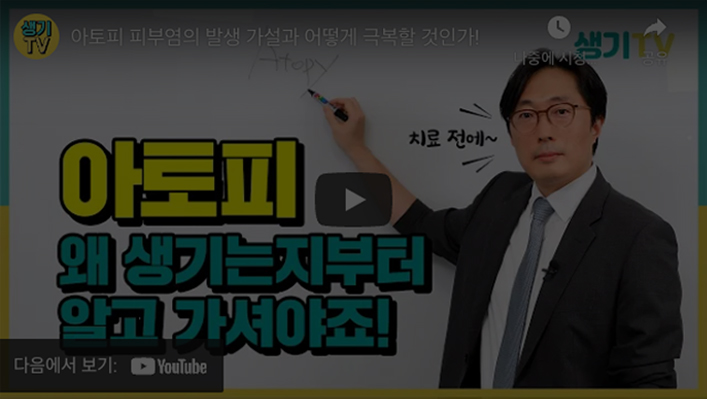 생기
TV
아토피 피부염의 발생 가설과 어떻게 극복할 것인가!
나중에 시청
공유
생기TV
Atopy
치료 전에~
아토피
왜 생기는지부터
알고 가셔야죠!
다음에서 보기:
YouTube